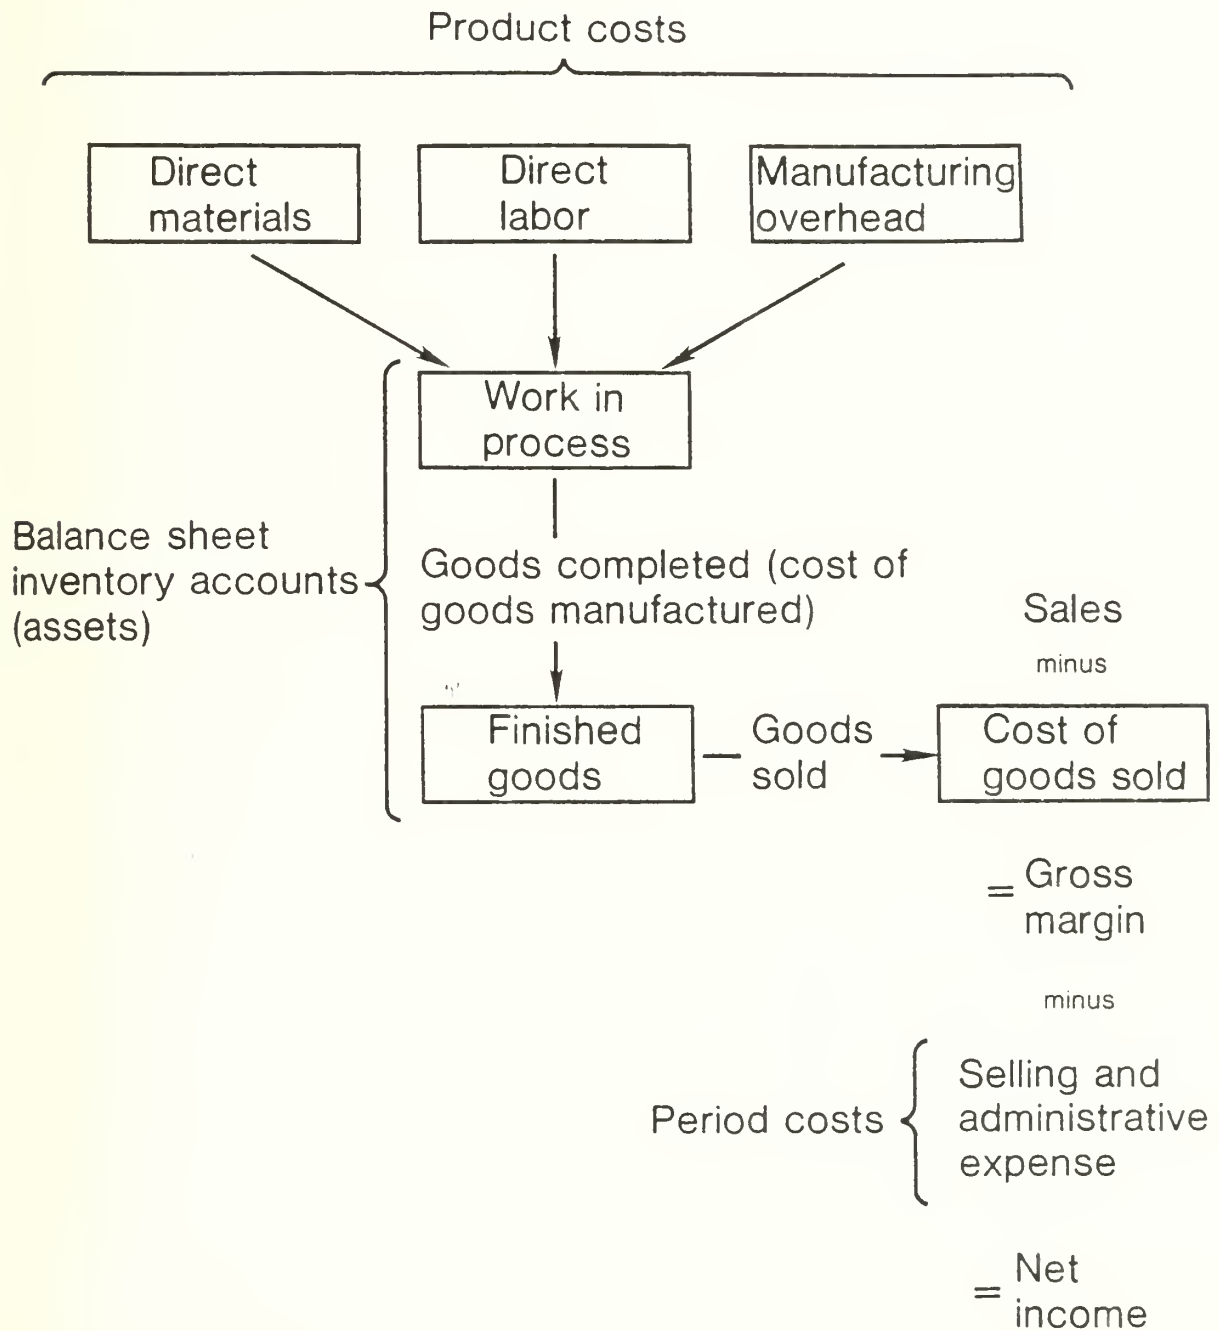 Product costs
Direct
materials
Direct
labor
Manufacturing
overhead
Work in
process
Balance sheet
inventory accounts
(assets)
Goods completed (cost of
goods manufactured)
Finished
goods
Goods
sold
Sales
minus
Cost of
goods sold
= Gross
margin
minus
Period costs
Selling and
administrative
expense
= Net
income